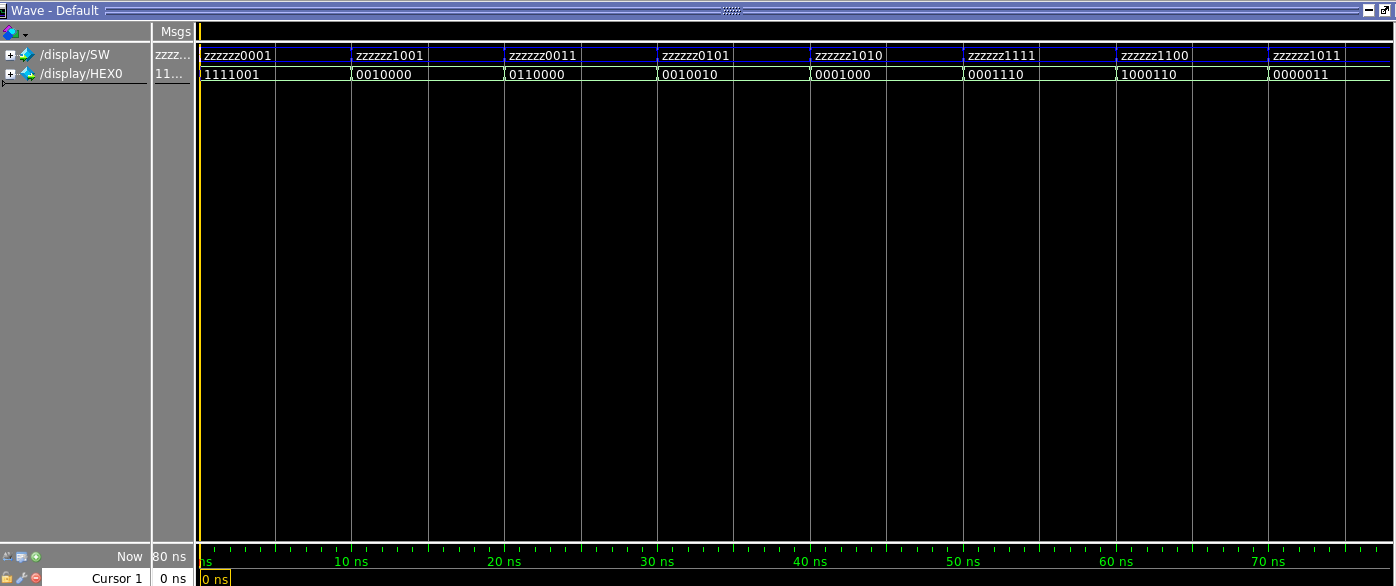 Wave - Default
Msgs
/display/SW zzzz... zzzzzz0001 zzzzzz1001 zzzzzz0011 zzzzzz0101 zzzzzz1010 zzzzzz1111 zzzzzz1100 zzzzzz1011
/display/HEX0 11... 1111001 0010000 0110000 0010010 0001000 0001110 1000110 0000011
Now 80 ns ns 10 ns 20 ns 30 ns 40 ns 50 ns 60 ns 70 ns
Cursor 1 0 ns 0 ns